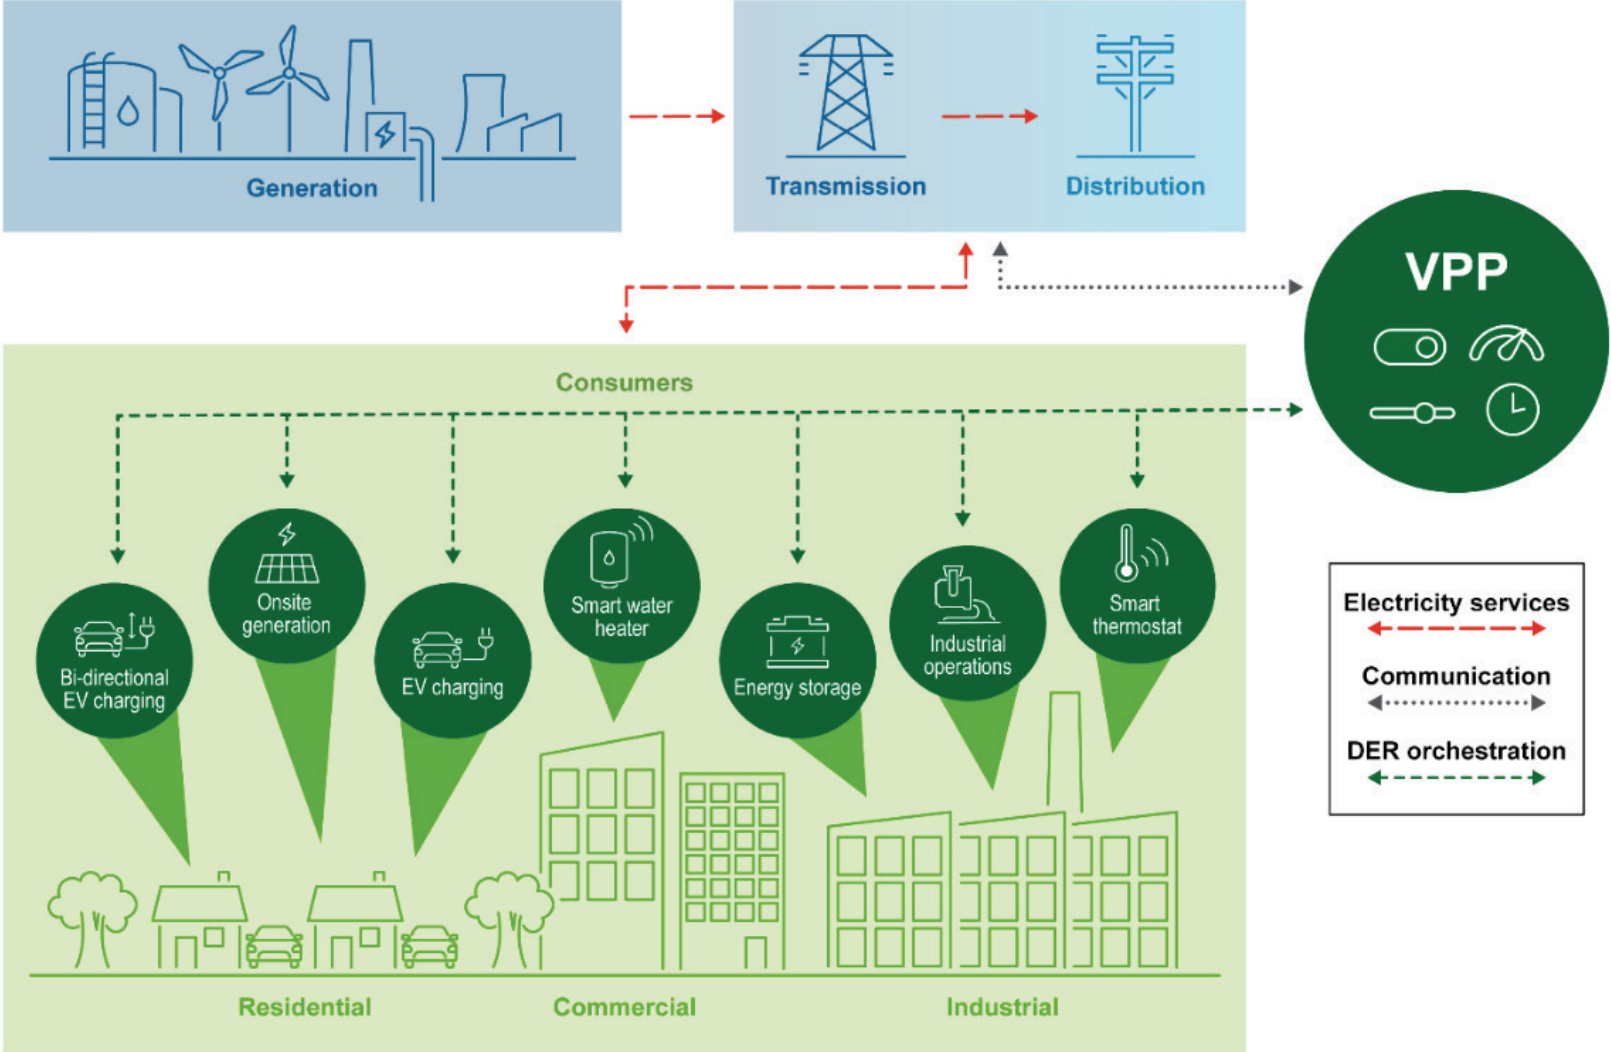 Generation
Transmission
Distribution
VPP
Consumers
Bi-directional
EV charging
Onsite
generation
EV charging
Smart water
heater
Energy storage
Industrial
operations
Smart
thermostat
Residential
Commercial
Industrial
Electricity services
Communication
DER orchestration